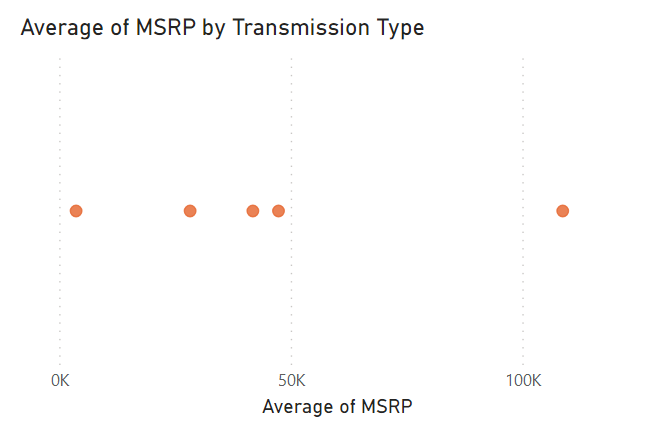 Average of MSRP by Transmission Type
0K 50K 100K
Average of MSRP